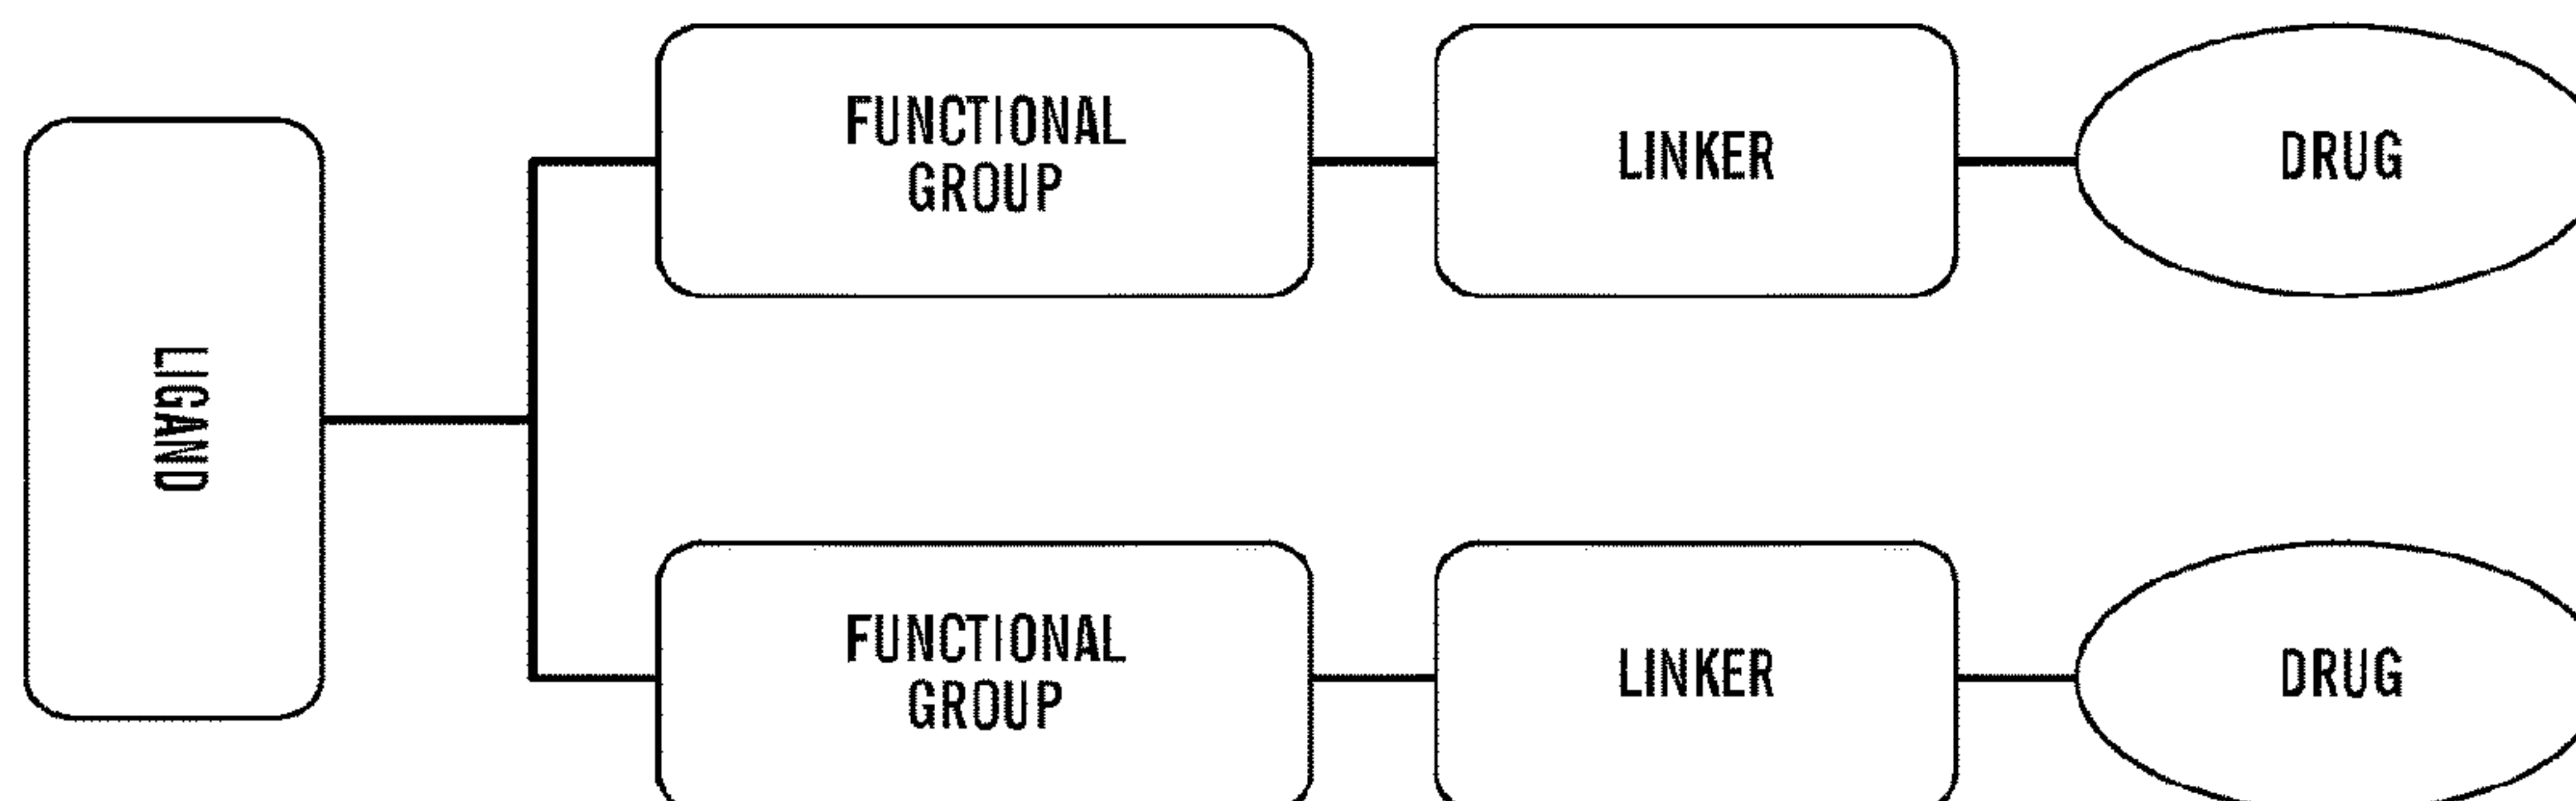 LIGAND
FUNCTIONAL
GROUP
LINKER
DRUG
FUNCTIONAL
GROUP
LINKER
DRUG